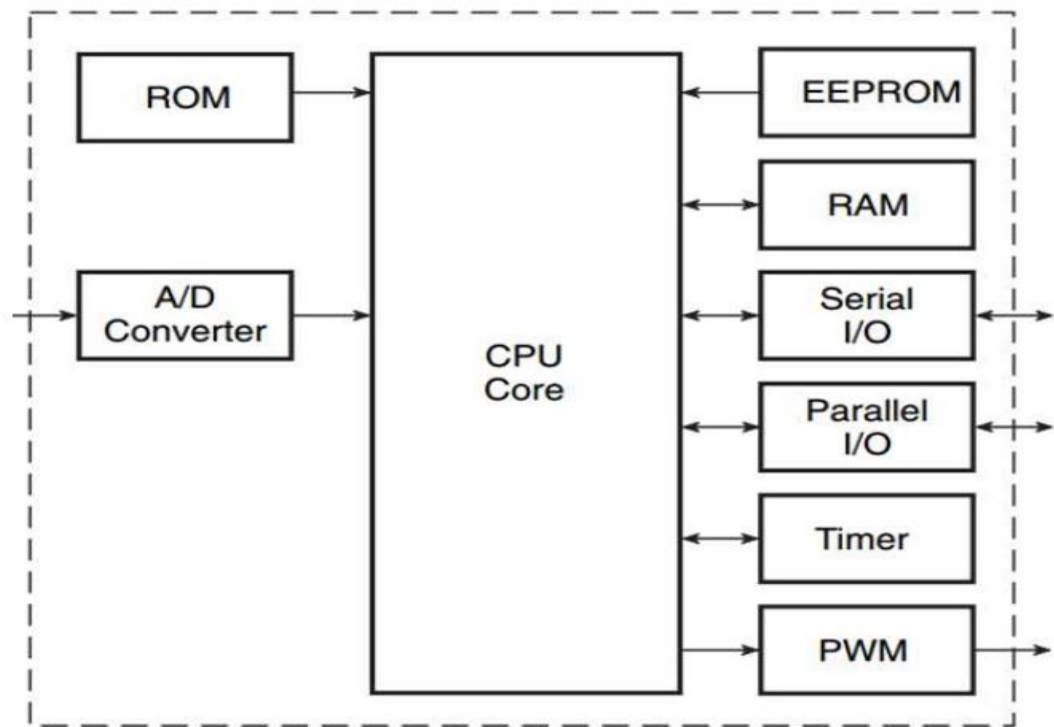 ROM
EEPROM
RAM
A/D
Converter
Serial
I/O
CPU
Core
Parallel
I/O
Timer
PWM